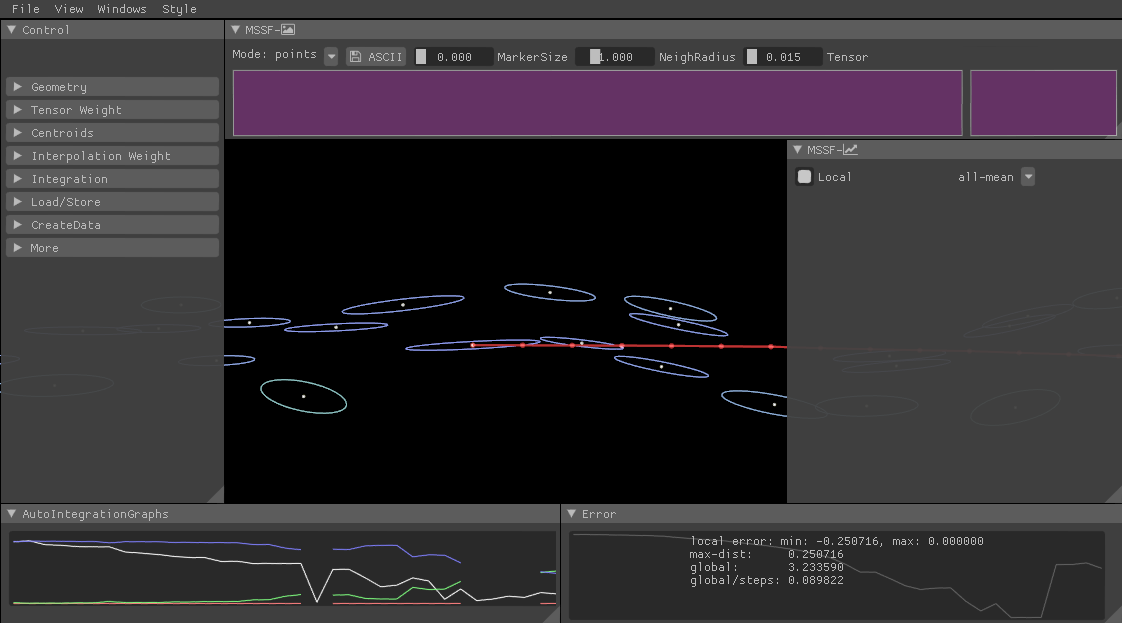 File View Windows Style
Control
Geometry
Tensor Weight
Centroids
Interpolation Weight
Integration
Load/Store
CreateData
More
MSSF-
Mode: points ASCII 0.000 MarkerSize 1.000 NeighRadius 0.015 Tensor
MSSF-
Local all-mean
AutoIntegrationGraphs
Error
local error: min: -0.250716, max: 0.000000
max-dist: 0.250716
global: 3.233590
global/steps: 0.089822